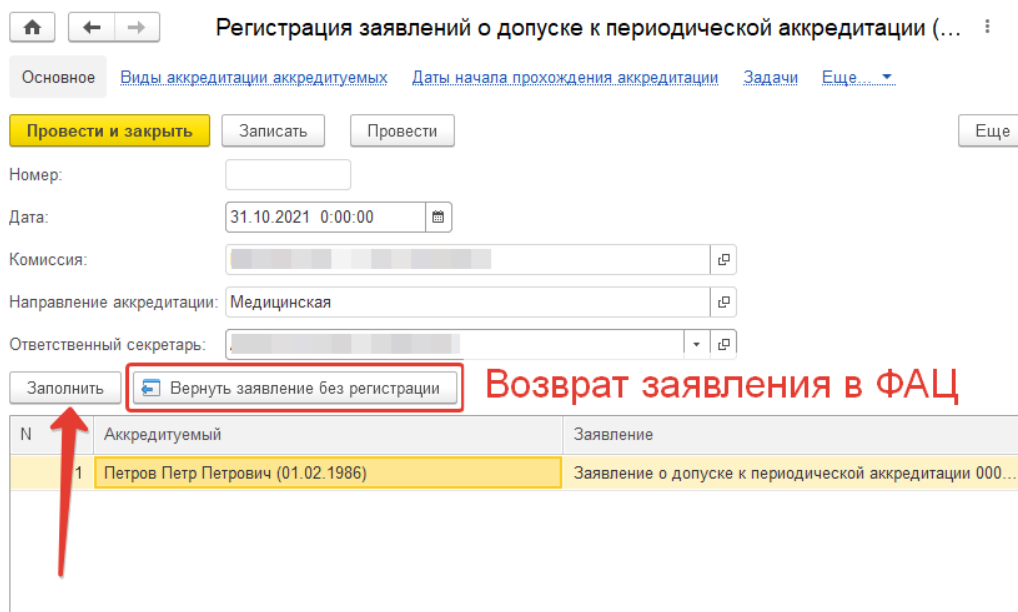 Регистрация заявлений о допуске к периодической аккредитации (...
Основное Виды аккредитации аккредитуемых Даты начала прохождения аккредитации Задачи Еще...
Провести и закрыть Записать Провести Еще
Номер:
Дата: 31.10.2021 0:00:00
Комиссия:
Направление аккредитации: Медицинская
Ответственный секретарь:
Заполнить Вернуть заявление без регистрации Возврат заявления в ФАЦ
N Аккредитуемый Заявление
1 Петров Петр Петрович (01.02.1986) Заявление о допуске к периодической аккредитации 000...